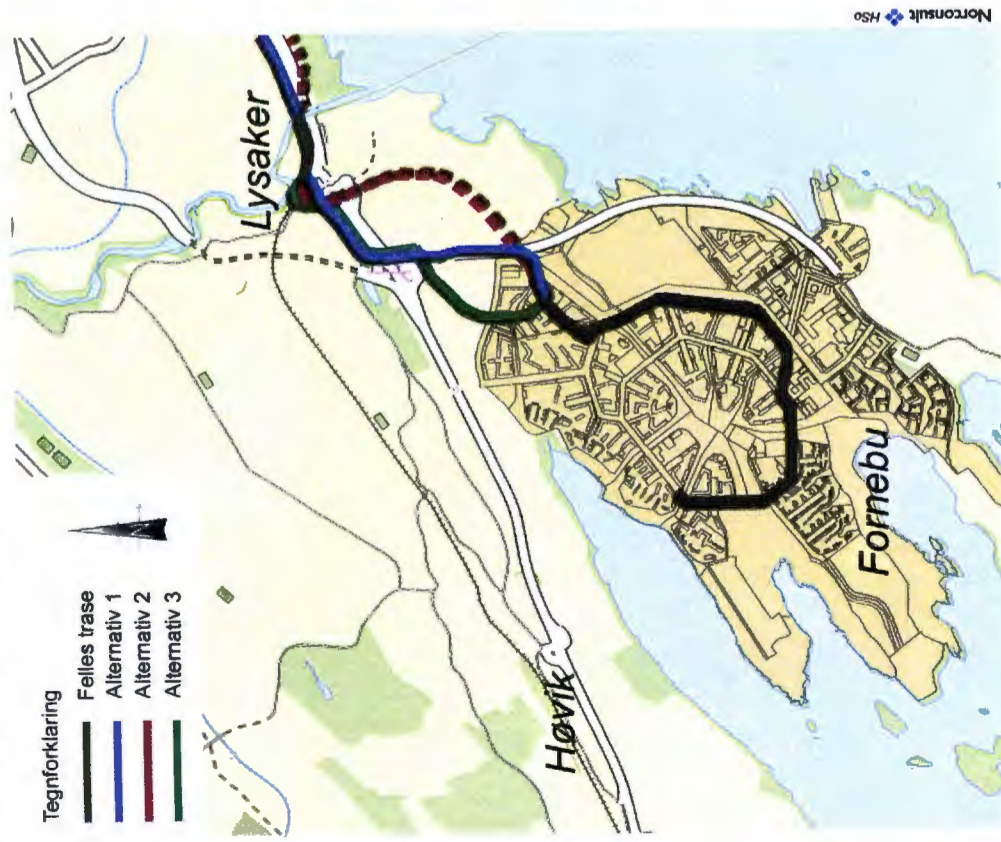 Norconsult HSo
Lysaker
Tegnforklaring
Felles trase
Alternativ 1
Alternativ 2
Alternativ 3
Høvik
Fornebu